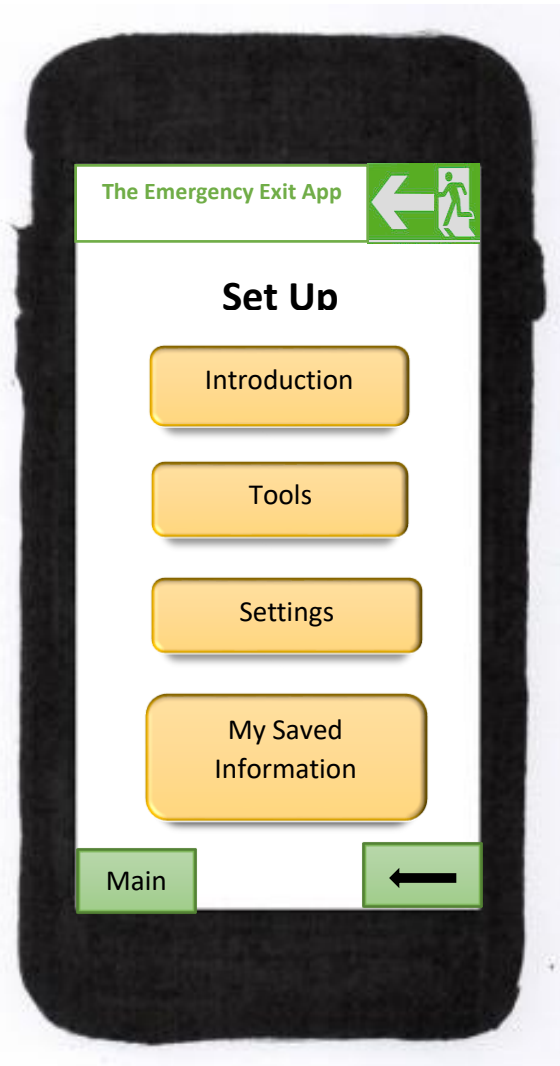 The Emergency Exit App
Set Up
Introduction
Tools
Settings
My Saved
Information
Main